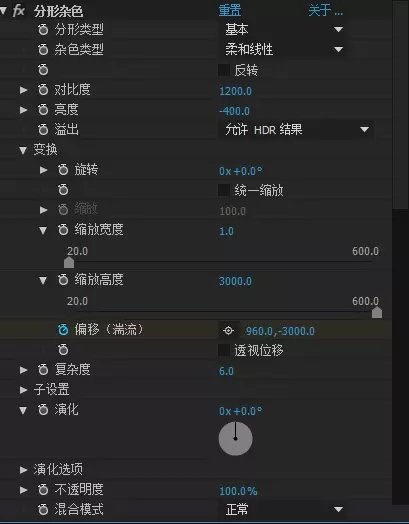 fx 分形杂色 重置 关于 ...
分形类型 基本
杂色类型 柔和线性
反转
对比度 1200.0
亮度 -400.0
溢出 允许 HDR 结果
变换
旋转 0x+0.0°
统一缩放
缩放 100.0
缩放宽度 1.0
20.0 600.0
缩放高度 3000.0
20.0 600.0
偏移（湍流） 960.0,-3000.0
透视位移
复杂度 6.0
子设置
演化 0x+0.0°
演化选项
不透明度 100.0%
混合模式 正常